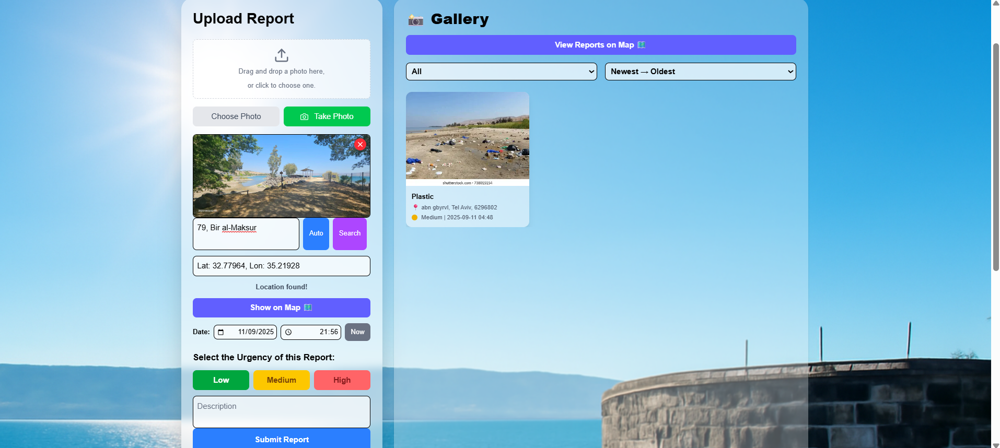 Upload Report
Drag and drop a photo here,
or click to choose one.
Choose Photo
Take Photo
79, Bir al-Maksur
Auto
Search
Lat: 32.77964, Lon: 35.21928
Location found!
Show on Map
Date:
11/09/2025
21:56
Now
Select the Urgency of this Report:
Low
Medium
High
Description
Submit Report
Gallery
View Reports on Map
All
Newest → Oldest
shutterstock.com • 738015154
Plastic
abn gbyrvl, Tel Aviv, 6296802
Medium | 2025-09-11 04:48